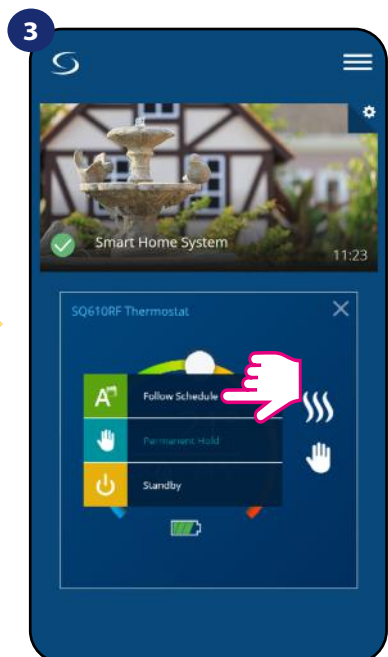 3
Smart Home System
11:23
SQ610RF Thermostat
A
Follow Schedule
Permanent Hold
Standby